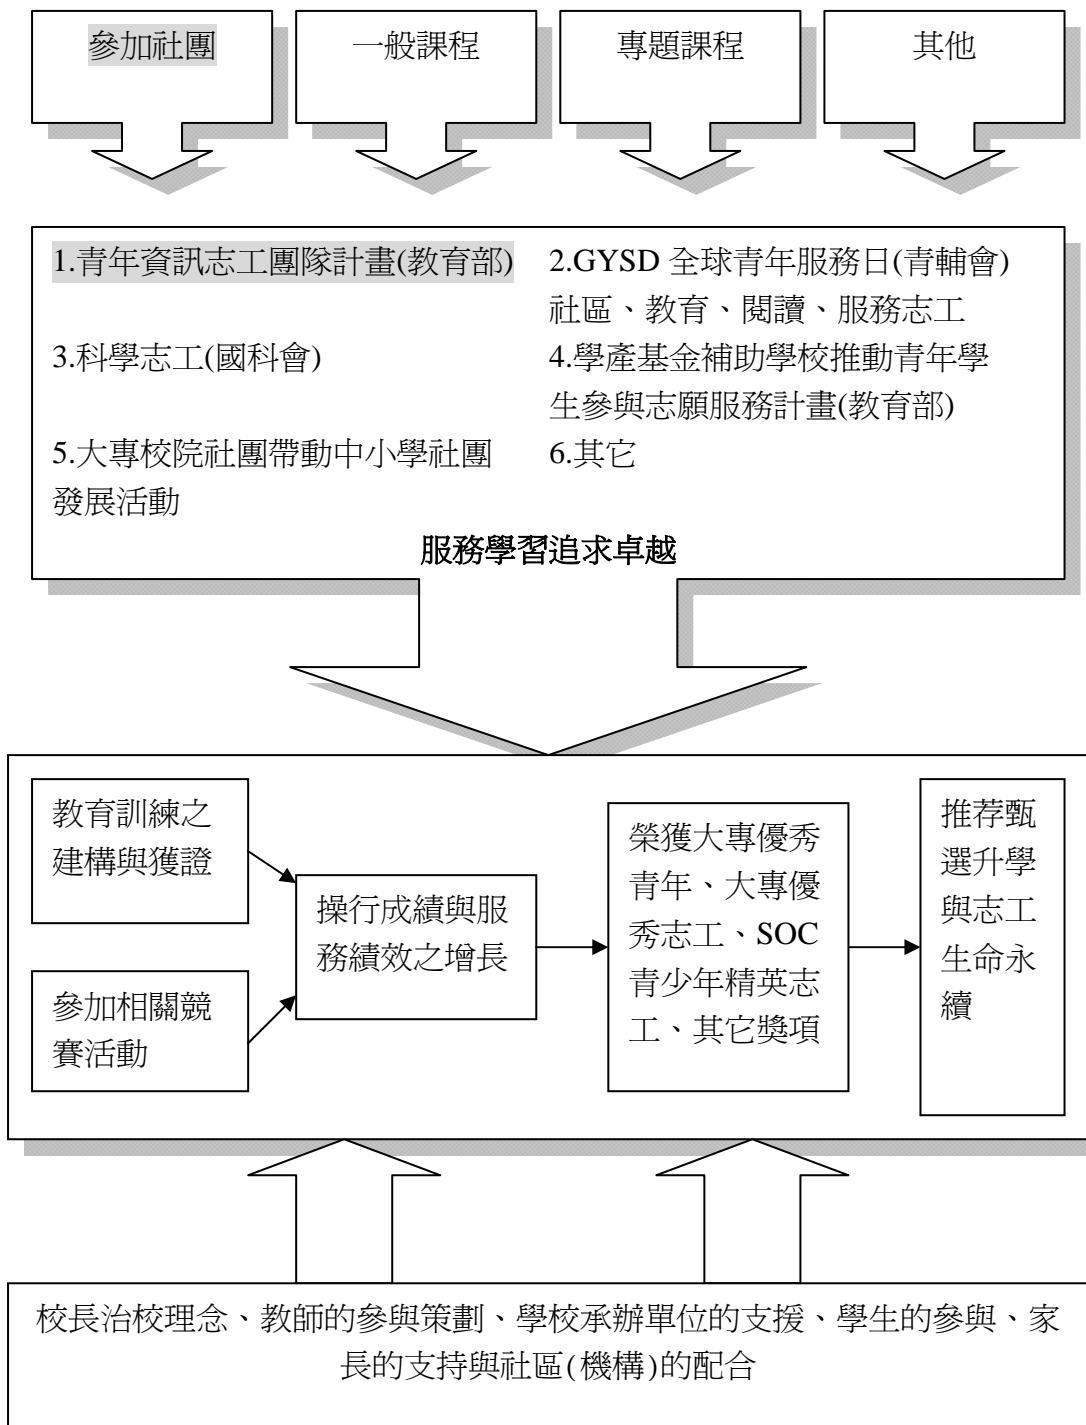 參加社團
一般課程
專題課程
其他
1.青年資訊志工團隊計畫(教育部)
2.GYSD 全球青年服務日(青輔會)
社區、教育、閱讀、服務志工
3.科學志工(國科會)
4.學產基金補助學校推動青年學
生參與志願服務計畫(教育部)
5.大專校院社團帶動中小學社團
發展活動
6.其它
服務學習追求卓越
教育訓練之
建構與獲證
參加相關競
賽活動
操行成績與服
務績效之增長
榮獲大專優秀
青年、大專優
秀志工、SOC
青少年精英志
工、其它獎項
推荐甄
選升學
與志工
生命永
續
校長治校理念、教師的參與策劃、學校承辦單位的支援、學生的參與、家
長的支持與社區(機構)的配合